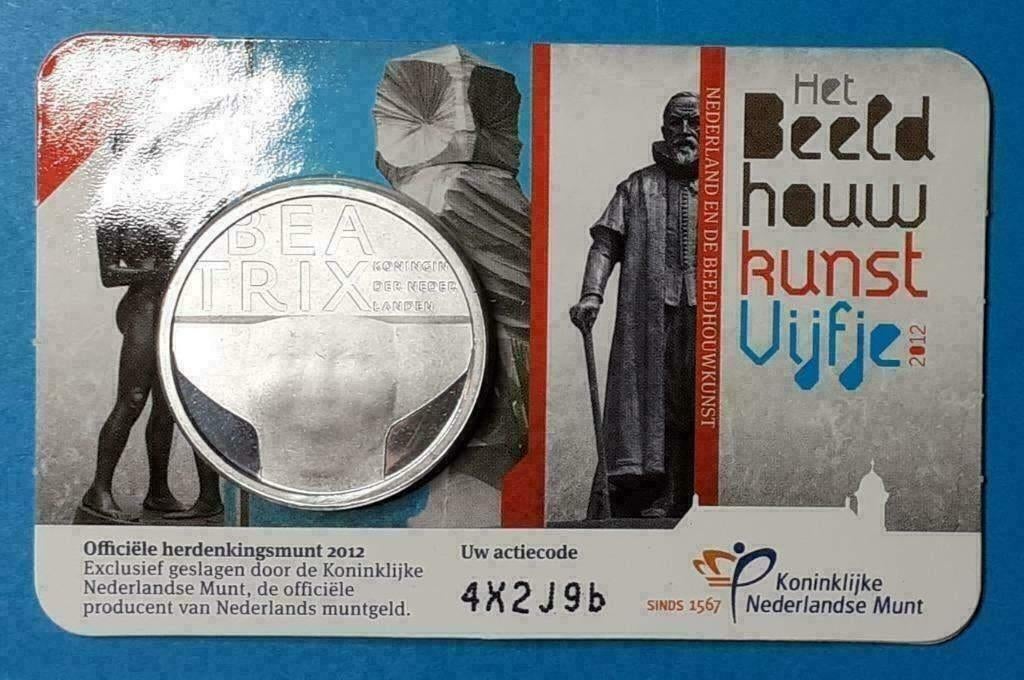 BEA
TRIX
KONINGIN
DER NEDER
LANDEN
NEDERLAND EN DE BEELDHOUWKUNST
Het
Beeld
houw
kunst
Vijfje
2012
Officiële herdenkingsmunt 2012
Exclusief geslagen door de Koninklijke
Nederlandse Munt, de officiële
producent van Nederlands muntgeld.
Uw actiecode
4X2J9b
SINDS 1567
Koninklijke
Nederlandse Munt